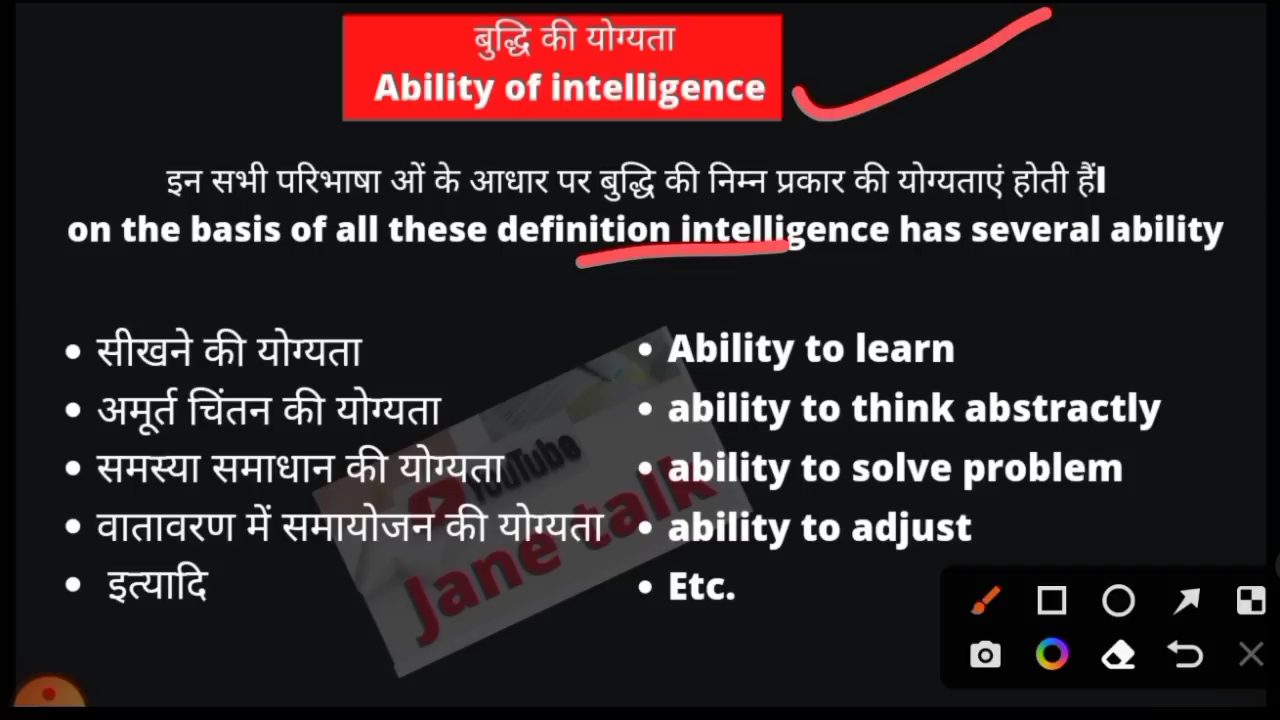 बुद्धि की योग्यता
Ability of intelligence
इन सभी परिभाषा ओं के आधार पर बुद्धि की निम्न प्रकार की योग्यताएं होती हैंl
on the basis of all these definition intelligence has several ability
• सीखने की योग्यता
• अमूर्त चिंतन की योग्यता
• समस्या समाधान की योग्यता
• वातावरण में समायोजन की योग्यता
• इत्यादि
• Ability to learn
• ability to think abstractly
• ability to solve problem
• ability to adjust
• Etc.
YouTube
Jane talk